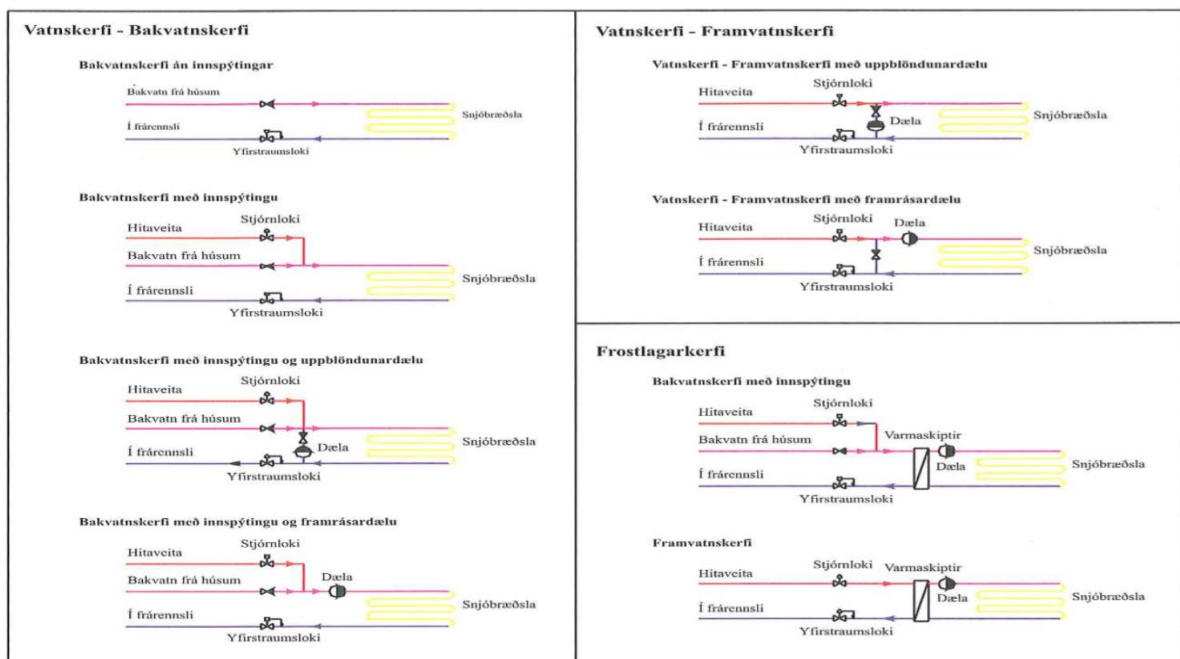 Vatnskerfi - Bakvatnskerfi
Bakvatnskerfi án innspýtingar
Bakvatn frá húsum
Snjóbræðsla
Í frárennsli
Yfirstraumsloki
Bakvatnskerfi með innspýtingu
Stjórnloki
Hitaveita
Bakvatn frá húsum
Snjóbræðsla
Í frárennsli
Yfirstraumsloki
Bakvatnskerfi með innspýtingu og uppblöndunardælu
Stjórnloki
Hitaveita
Bakvatn frá húsum
Snjóbræðsla
Dæla
Í frárennsli
Yfirstraumsloki
Bakvatnskerfi með innspýtingu og framrásardælu
Stjórnloki
Hitaveita
Dæla
Bakvatn frá húsum
Snjóbræðsla
Í frárennsli
Yfirstraumsloki
Vatnskerfi - Framvatnskerfi
Vatnskerfi - Framvatnskerfi með uppblöndunardælu
Stjórnloki
Hitaveita
Snjóbræðsla
Dæla
Í frárennsli
Yfirstraumsloki
Vatnskerfi - Framvatnskerfi með framrásardælu
Stjórnloki
Dæla
Hitaveita
Snjóbræðsla
Í frárennsli
Yfirstraumsloki
Frostlagarkerfi
Bakvatnskerfi með innspýtingu
Stjórnloki
Hitaveita
Varmaskiptir
Bakvatn frá húsum
Dæla
Snjóbræðsla
Í frárennsli
Yfirstraumsloki
Framvatnskerfi
Stjórnloki
Varmaskiptir
Hitaveita
Dæla
Snjóbræðsla
Í frárennsli
Yfirstraumsloki